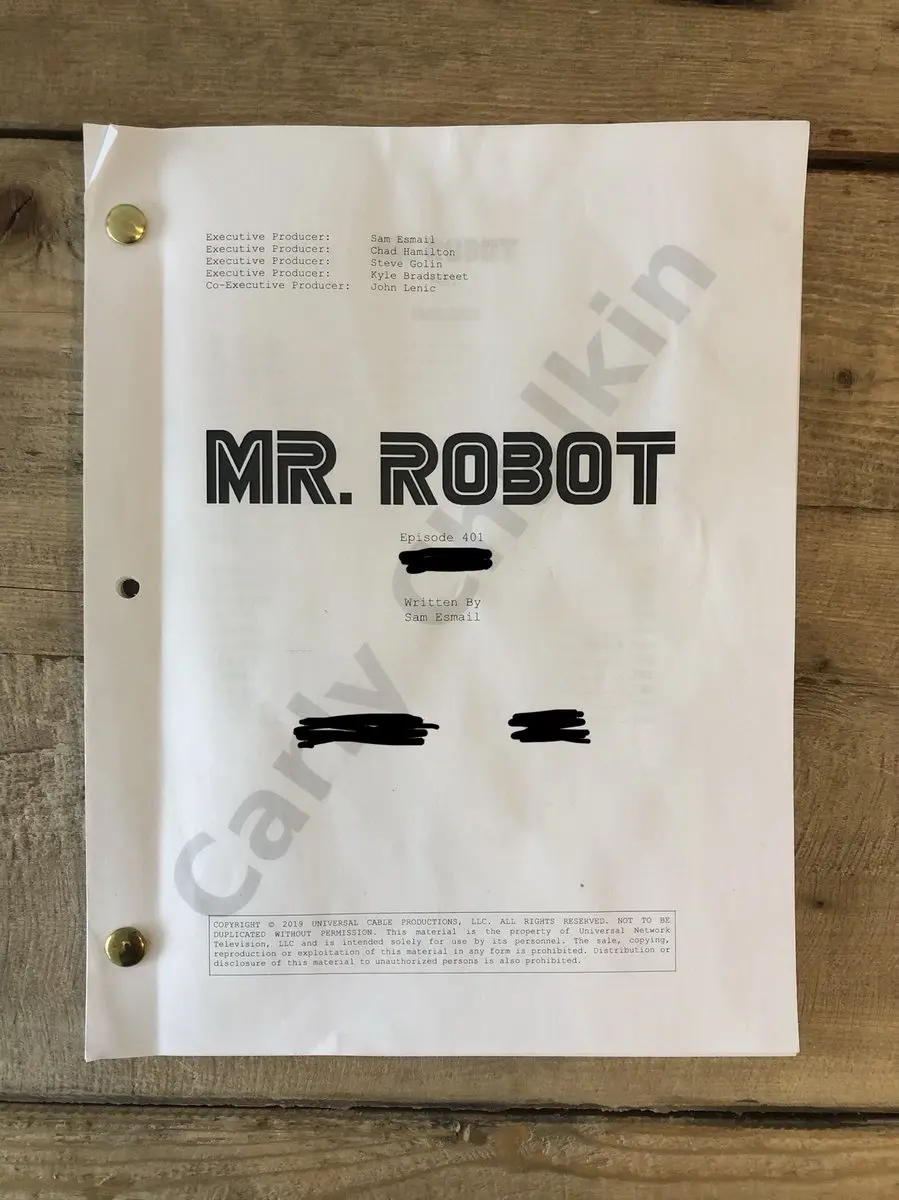 Executive Producer: Sam Esmail
Executive Producer: Chad Hamilton
Executive Producer: Steve Golin
Executive Producer: Kyle Bradstreet
Co-Executive Producer: John Lenic
MR. ROBOT
Episode 401
Written By
Sam Esmail
Carly Chaikin
COPYRIGHT © 2019 UNIVERSAL CABLE PRODUCTIONS, LLC. ALL RIGHTS RESERVED. NOT TO BE
DUPLICATED WITHOUT PERMISSION. This material is the property of Universal Network
Television, LLC and is intended solely for use by its personnel. The sale, copying,
reproduction or exploitation of this material in any form is prohibited. Distribution or
disclosure of this material to unauthorized persons is also prohibited.